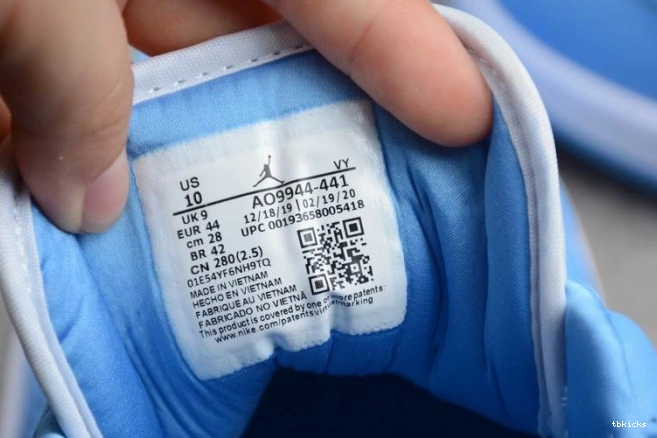 US
10
VY
AO9944-441
UK 9
12/18/19 | 02/19/20
EUR 44
UPC 00193658005418
cm 28
BR 42
CN 280(2.5)
01E54YF6NH9TQ
MADE IN VIETNAM
HECHO EN VIETNAM
FABRIQUE AU VIETNAM
FABRICADO NO VIETNA
This product is covered by one or more patents:
www.nike.com/patentsvirtualmarking
tbkicks